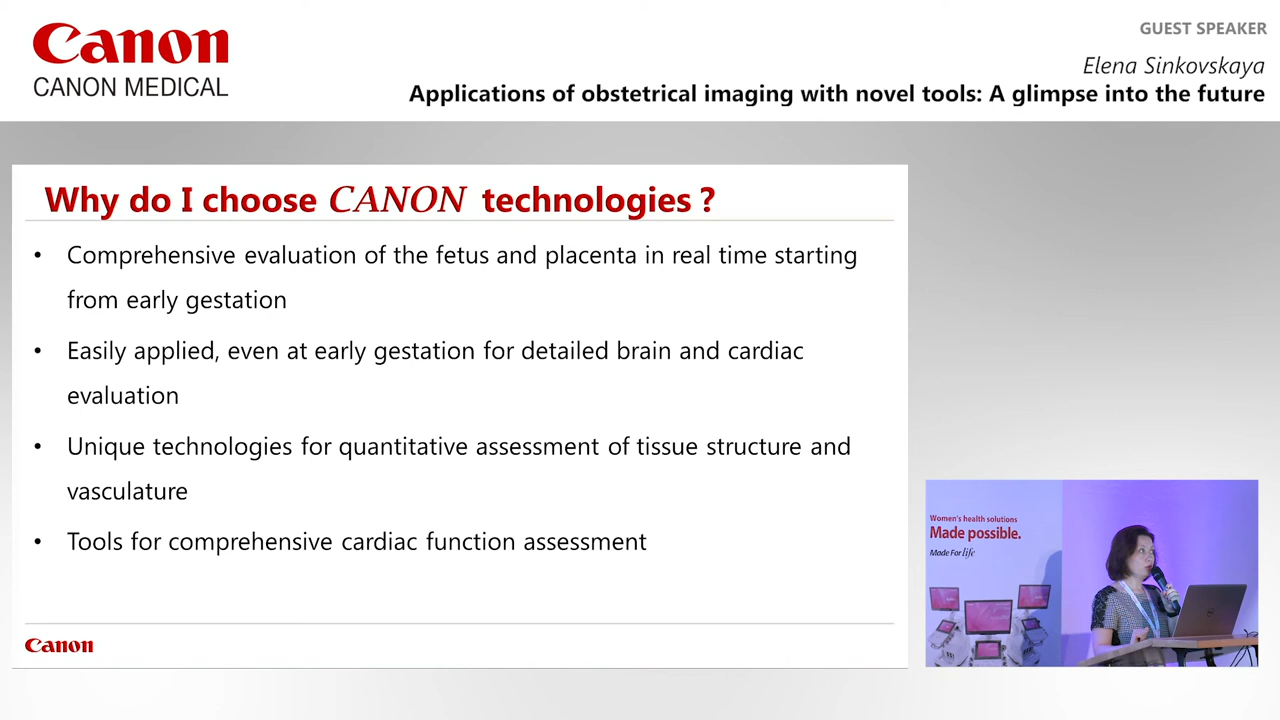 Canon
CANON MEDICAL
GUEST SPEAKER
Elena Sinkovskaya
Applications of obstetrical imaging with novel tools: A glimpse into the future
Why do I choose CANON technologies ?
• Comprehensive evaluation of the fetus and placenta in real time starting
from early gestation
• Easily applied, even at early gestation for detailed brain and cardiac
evaluation
• Unique technologies for quantitative assessment of tissue structure and
vasculature
• Tools for comprehensive cardiac function assessment
Canon
Women's health solutions
Made possible.
Made For life